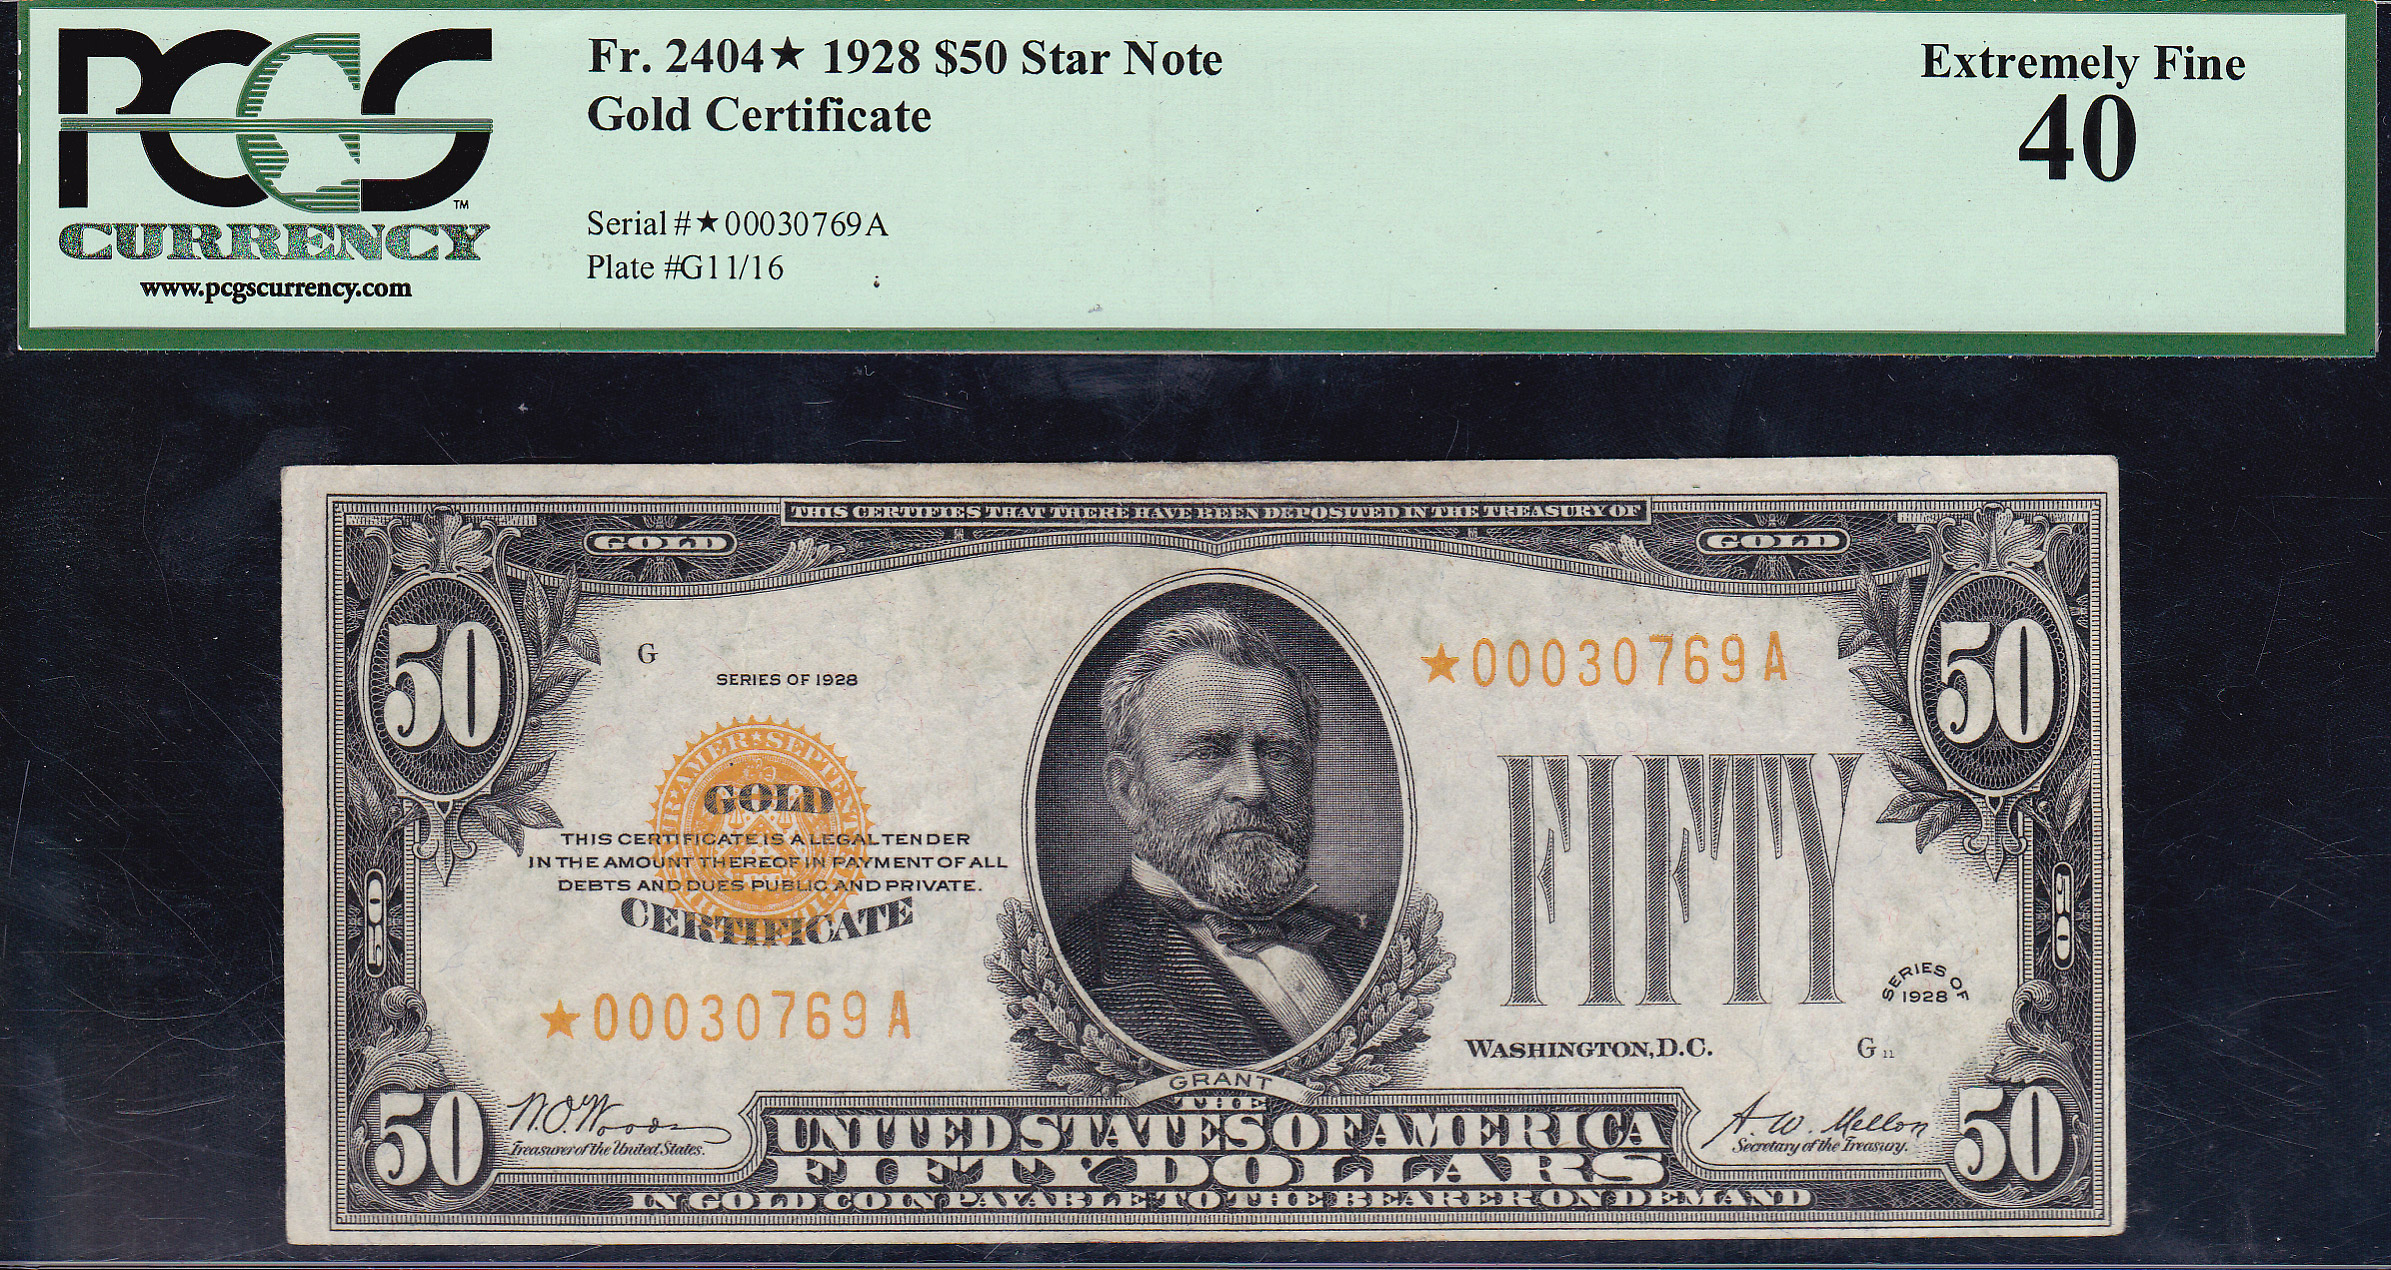 PCGS
CURRENCY™
www.pcgscurrency.com
Fr. 2404★ 1928 $50 Star Note
Gold Certificate
Serial #★00030769A
Plate #G11/16
Extremely Fine
40
THIS CERTIFIES THAT THERE HAVE BEEN DEPOSITED IN THE TREASURY OF
GOLD
GOLD
50
50
G
SERIES OF 1928
★00030769A
GOLD
THIS CERTIFICATE IS A LEGAL TENDER
IN THE AMOUNT THEREOF IN PAYMENT OF ALL
DEBTS AND DUES PUBLIC AND PRIVATE.
CERTIFICATE
FIFTY
50
50
SERIES OF
1928
★00030769A
WASHINGTON, D.C.
G 11
GRANT
50
W.O. Woods
Treasurer of the United States.
THE
UNITED STATES OF AMERICA
FIFTY DOLLARS
IN GOLD COIN PAYABLE TO THE BEARER ON DEMAND
A. W. Mellon
Secretary of the Treasury.
50